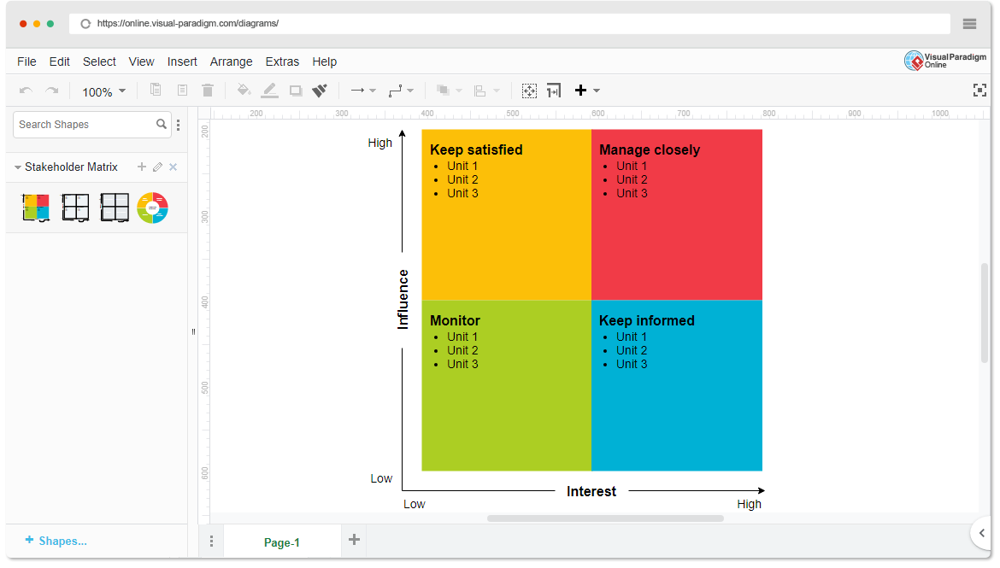 https://online.visual-paradigm.com/diagrams/
File Edit Select View Insert Arrange Extras Help
Visual Paradigm
Online
100%
Search Shapes
Stakeholder Matrix
200 300 400 500 600 700 800 900 1000
200
300
400
500
600
High
Influence
Low
Keep satisfied
• Unit 1
• Unit 2
• Unit 3
Manage closely
• Unit 1
• Unit 2
• Unit 3
Monitor
• Unit 1
• Unit 2
• Unit 3
Keep informed
• Unit 1
• Unit 2
• Unit 3
Low
Interest
High
+ Shapes...
Page-1